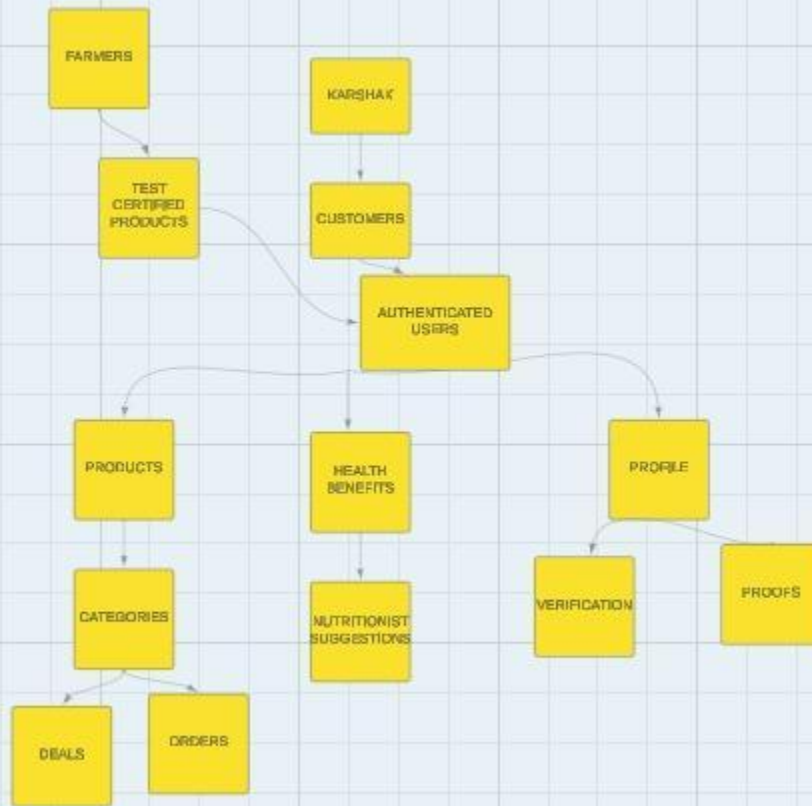 FARMERS
KARSHAK
TEST
CERTIFIED
PRODUCTS
CUSTOMERS
AUTHENTICATED
USERS
PRODUCTS
HEALTH
BENEFITS
PROFILE
CATEGORIES
NUTRITIONIST
SUGGESTIONS
VERIFICATION
PROOFS
DEALS
ORDERS